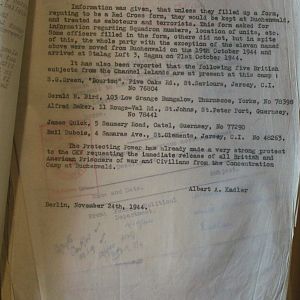 Information was given, that unless they filled up a form,
reputing to be a Red Cross form, they would be kept at Buchenwald,
and treated as saboteurs and terrorists. This form asked for
information regarding Squadron numbers, location of units, etc.
Some officers filled in the form, others did not, but in spite of
this, the whole party with the exception of the eleven named
above were moved from Buchenwald on the 19th October 1944 and
arrived at Stalag Luft 3, Sagan on 21st October 1944.
It has also been reported that the following five British
subjects from the Channel Islands are at present at this camp :
S.G.Green, "Bourton", Five Oaks Rd., St.Saviours, Jersey, C.I.
No 76804
Gerald H. Bird, 103 Low Grange Bungalow, Thurnscoe, Yorks, No 78398
Alfred Baker, 11 Rouge-Val Rd., St.Johns, St.Peter Port, Guernsey,
No 78441
James Quick, 5 Saumarez Road, Catel, Guernsey, No 77290
Emil Dubois, 4 Samares Ave., St.Clements, Jersey, C.I. No 48263.
The Protecting Power have already made a very strong protest
to the OKW requesting the immediate release of all British and
American Prisoners of war and Civilians from the Concentration
Camp at Buchenwald.
Albert A. Kadler
Berlin, November 24th, 1944.